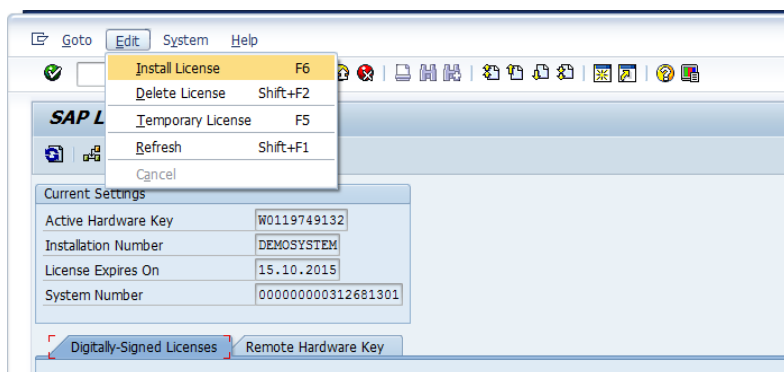 Goto Edit System Help
Install License F6
Delete License Shift+F2
SAP L
Temporary License F5
Refresh Shift+F1
Cancel
Current Settings
Active Hardware Key W0119749132
Installation Number DEMOSYSTEM
License Expires On 15.10.2015
System Number 000000000312681301
Digitally-Signed Licenses Remote Hardware Key